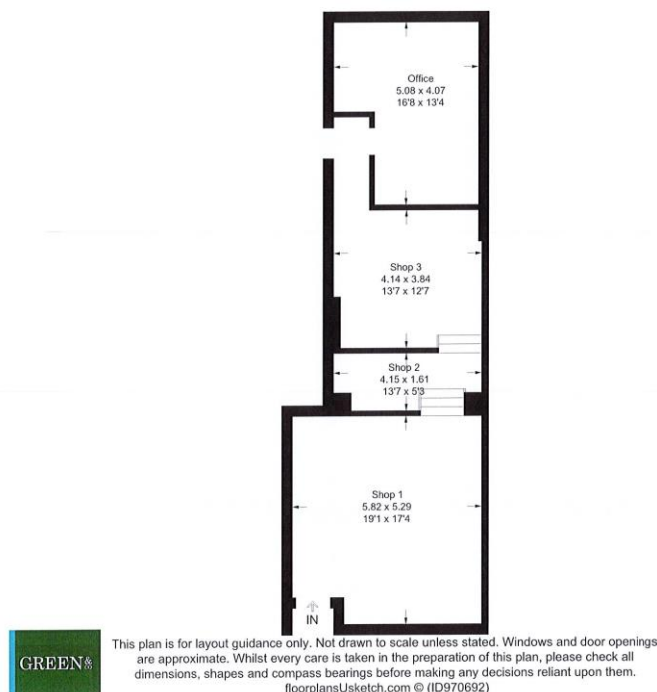 Office
5.08 x 4.07
16'8 x 13'4
Shop 3
4.14 x 3.84
13'7 x 12'7
Shop 2
4.15 x 1.61
13'7 x 5'3
Shop 1
5.82 x 5.29
19'1 x 17'4
IN
GREEN & CO
This plan is for layout guidance only. Not drawn to scale unless stated. Windows and door openings
are approximate. Whilst every care is taken in the preparation of this plan, please check all
dimensions, shapes and compass bearings before making any decisions reliant upon them.
floorplansUsketch.com © (ID970692)